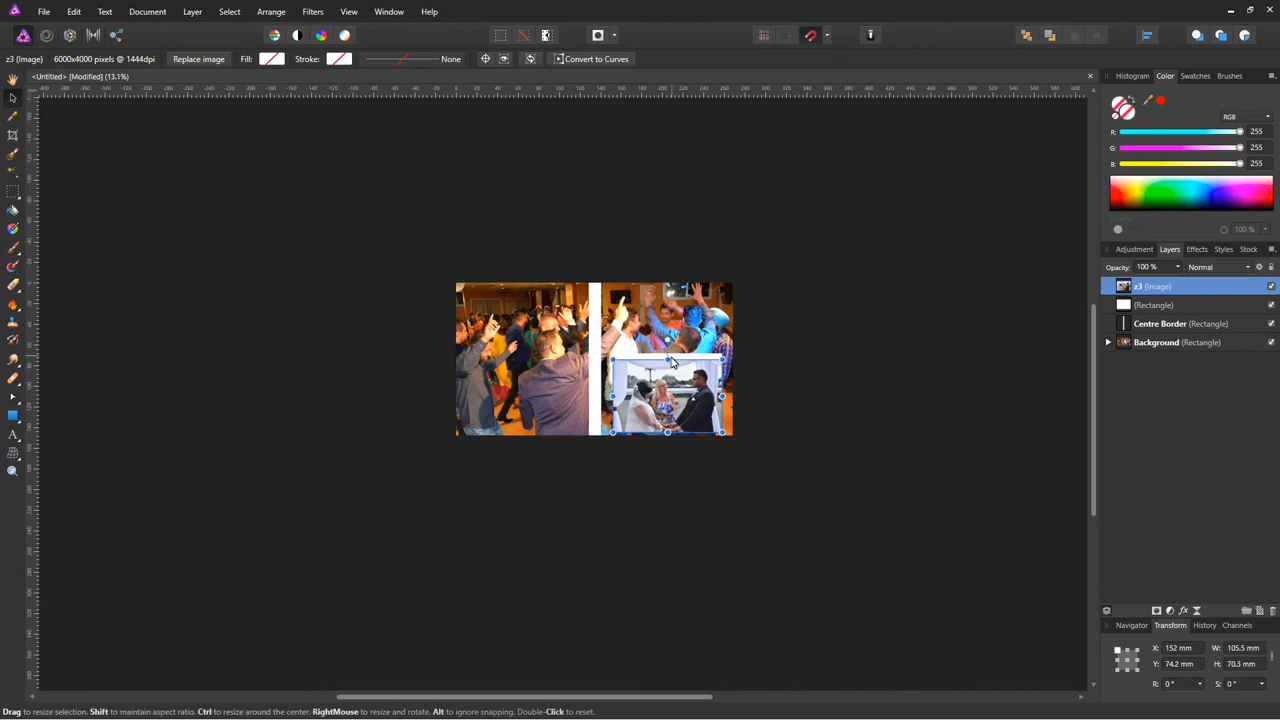 File Edit Text Document Layer Select Arrange Filters View Window Help
z3 (Image) 6000x4000 pixels @ 1444dpi Replace image Fill: Stroke: None Convert to Curves
<Untitled> [Modified] (13.1%)
Histogram Color Swatches Brushes
RGB
R: 255
G: 255
B: 255
Opacity
100 %
Adjustment Layers Effects Styles Stock
Opacity: 100 % Normal
z3 (Image)
(Rectangle)
Centre Border (Rectangle)
Background (Rectangle)
Navigator Transform History Channels
X: 152 mm W: 105.5 mm
Y: 74.2 mm H: 70.3 mm
R: 0 ° S: 0 °
Drag to resize selection. Shift to maintain aspect ratio. Ctrl to resize around the center. RightMouse to resize and rotate. Alt to ignore snapping. Double-Click to reset.